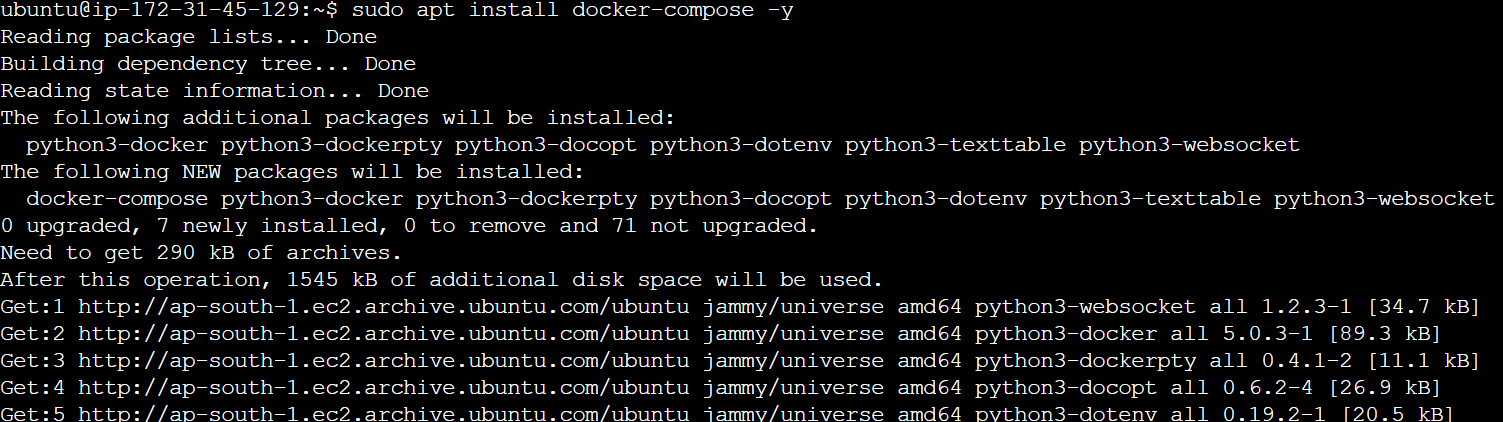 ubuntu@ip-172-31-45-129:~$ sudo apt install docker-compose -y
Reading package lists... Done
Building dependency tree... Done
Reading state information... Done
The following additional packages will be installed:
  python3-docker python3-dockerpty python3-docopt python3-dotenv python3-texttable python3-websocket
The following NEW packages will be installed:
  docker-compose python3-docker python3-dockerpty python3-docopt python3-dotenv python3-texttable python3-websocket
0 upgraded, 7 newly installed, 0 to remove and 71 not upgraded.
Need to get 290 kB of archives.
After this operation, 1545 kB of additional disk space will be used.
Get:1 http://ap-south-1.ec2.archive.ubuntu.com/ubuntu jammy/universe amd64 python3-websocket all 1.2.3-1 [34.7 kB]
Get:2 http://ap-south-1.ec2.archive.ubuntu.com/ubuntu jammy/universe amd64 python3-docker all 5.0.3-1 [89.3 kB]
Get:3 http://ap-south-1.ec2.archive.ubuntu.com/ubuntu jammy/universe amd64 python3-dockerpty all 0.4.1-2 [11.1 kB]
Get:4 http://ap-south-1.ec2.archive.ubuntu.com/ubuntu jammy/universe amd64 python3-docopt all 0.6.2-4 [26.9 kB]
Get:5 http://ap-south-1.ec2.archive.ubuntu.com/ubuntu jammy/universe amd64 python3-dotenv all 0.19.2-1 [20.5 kB]